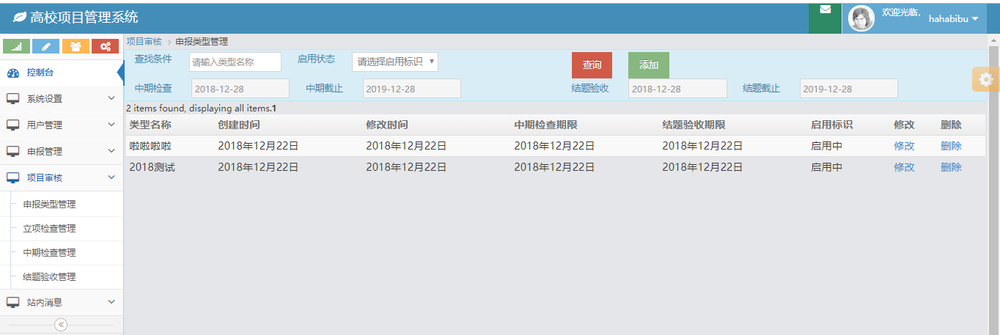 高校项目管理系统
欢迎光临，
hahabibu
项目审核 > 申报类型管理
查找条件 请输入类型名称 启用状态 请选择启用标识 查询 添加
中期检查 2018-12-28 中期截止 2019-12-28 结题验收 2018-12-28 结题截止 2019-12-28
2 items found, displaying all items.1
类型名称 创建时间 修改时间 中期检查期限 结题验收期限 启用标识 修改 删除
啦啦啦啦 2018年12月22日 2018年12月22日 2018年12月22日 2018年12月22日 启用中 修改 删除
2018测试 2018年12月22日 2018年12月22日 2018年12月22日 2018年12月22日 启用中 修改 删除
控制台
系统设置
用户管理
申报管理
项目审核
申报类型管理
立项检查管理
中期检查管理
结题验收管理
站内消息